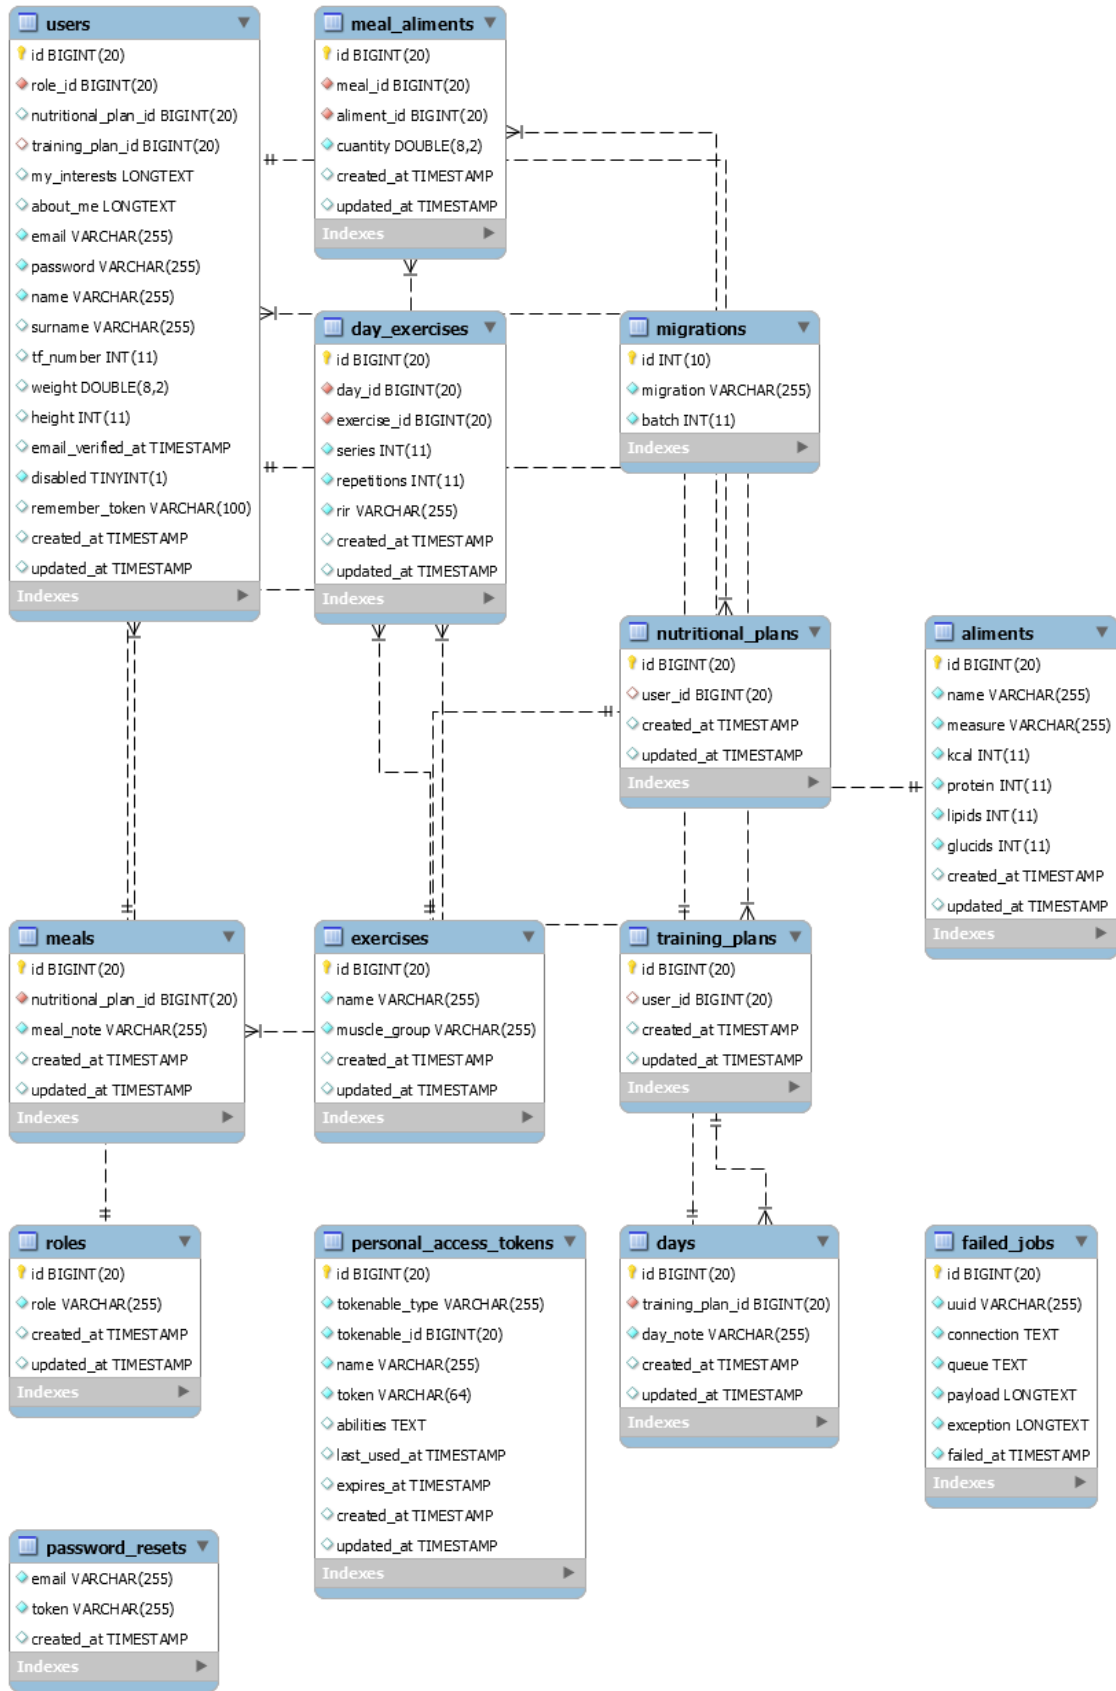 users
id BIGINT(20)
role_id BIGINT(20)
nutritional_plan_id BIGINT(20)
training_plan_id BIGINT(20)
my_interests LONGTEXT
about_me LONGTEXT
email VARCHAR(255)
password VARCHAR(255)
name VARCHAR(255)
surname VARCHAR(255)
tf_number INT(11)
weight DOUBLE(8,2)
height INT(11)
email_verified_at TIMESTAMP
disabled TINYINT(1)
remember_token VARCHAR(100)
created_at TIMESTAMP
updated_at TIMESTAMP
Indexes
meal_aliments
id BIGINT(20)
meal_id BIGINT(20)
aliment_id BIGINT(20)
cuantity DOUBLE(8,2)
created_at TIMESTAMP
updated_at TIMESTAMP
Indexes
day_exercises
id BIGINT(20)
day_id BIGINT(20)
exercise_id BIGINT(20)
series INT(11)
repetitions INT(11)
rir VARCHAR(255)
created_at TIMESTAMP
updated_at TIMESTAMP
Indexes
migrations
id INT(10)
migration VARCHAR(255)
batch INT(11)
Indexes
nutritional_plans
id BIGINT(20)
user_id BIGINT(20)
created_at TIMESTAMP
updated_at TIMESTAMP
Indexes
aliments
id BIGINT(20)
name VARCHAR(255)
measure VARCHAR(255)
kcal INT(11)
protein INT(11)
lipids INT(11)
glucids INT(11)
created_at TIMESTAMP
updated_at TIMESTAMP
Indexes
meals
id BIGINT(20)
nutritional_plan_id BIGINT(20)
meal_note VARCHAR(255)
created_at TIMESTAMP
updated_at TIMESTAMP
Indexes
exercises
id BIGINT(20)
name VARCHAR(255)
muscle_group VARCHAR(255)
created_at TIMESTAMP
updated_at TIMESTAMP
Indexes
training_plans
id BIGINT(20)
user_id BIGINT(20)
created_at TIMESTAMP
updated_at TIMESTAMP
Indexes
roles
id BIGINT(20)
role VARCHAR(255)
created_at TIMESTAMP
updated_at TIMESTAMP
Indexes
personal_access_tokens
id BIGINT(20)
tokenable_type VARCHAR(255)
tokenable_id BIGINT(20)
name VARCHAR(255)
token VARCHAR(64)
abilities TEXT
last_used_at TIMESTAMP
expires_at TIMESTAMP
created_at TIMESTAMP
updated_at TIMESTAMP
Indexes
days
id BIGINT(20)
training_plan_id BIGINT(20)
day_note VARCHAR(255)
created_at TIMESTAMP
updated_at TIMESTAMP
Indexes
failed_jobs
id BIGINT(20)
uuid VARCHAR(255)
connection TEXT
queue TEXT
payload LONGTEXT
exception LONGTEXT
failed_at TIMESTAMP
Indexes
password_resets
email VARCHAR(255)
token VARCHAR(255)
created_at TIMESTAMP
Indexes